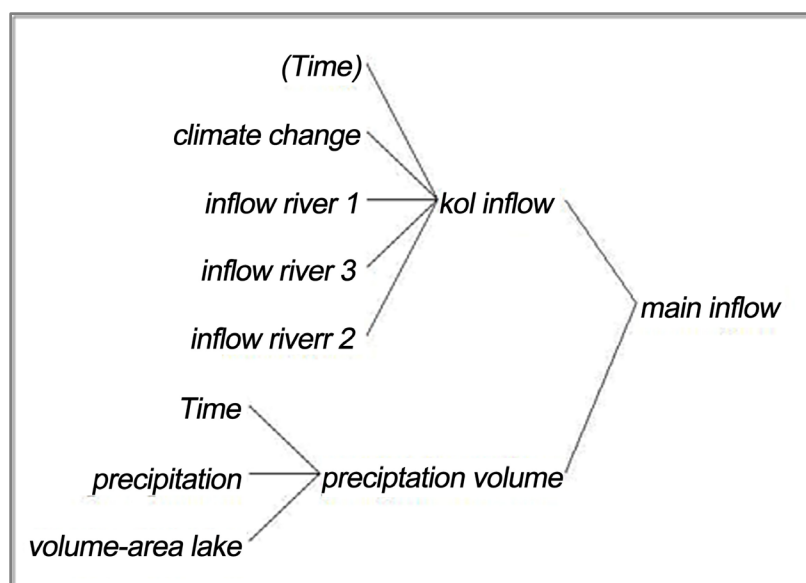 (Time)
climate change
inflow river 1
kol inflow
inflow river 3
main inflow
inflow riverr 2
Time
precipitation
preciptation volume
volume-area lake